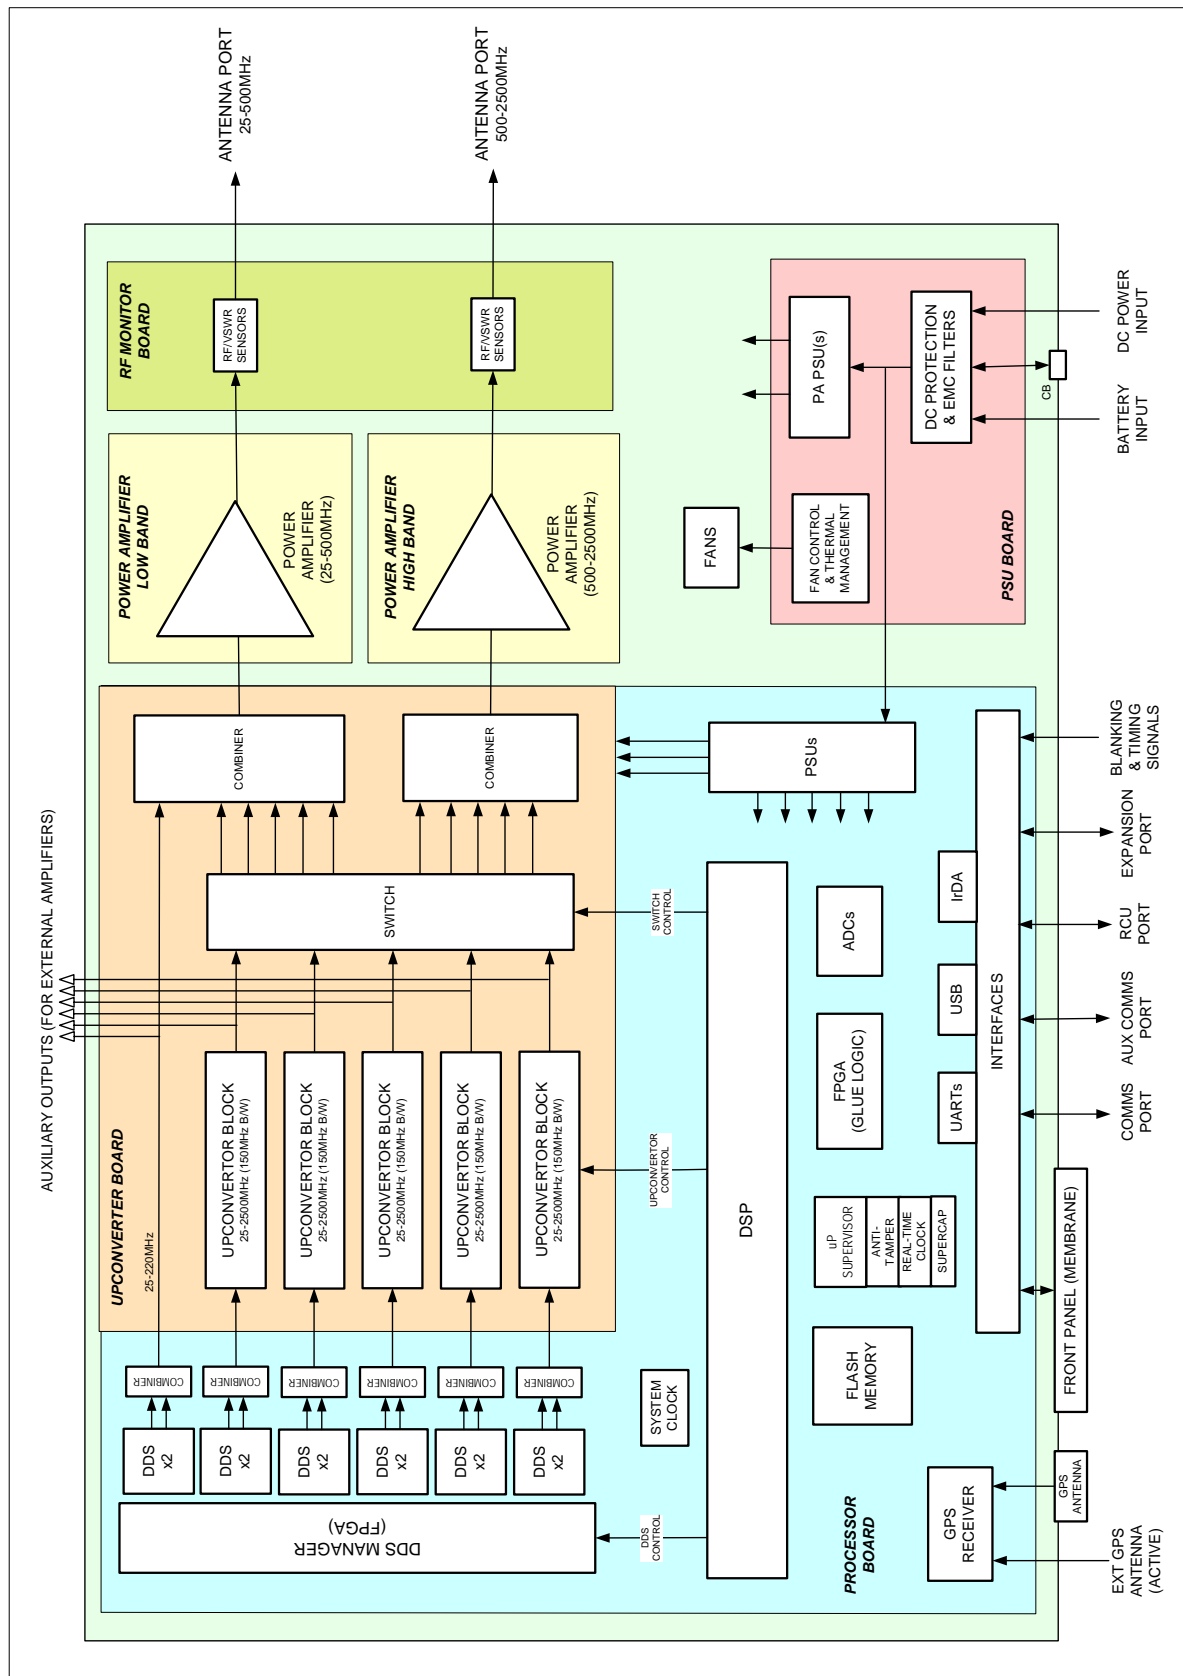 AUXILIARY OUTPUTS (FOR EXTERNAL AMPLIFIERS)
ANTENNA PORT
25-500MHz
ANTENNA PORT
500-2500MHz
UPCONVERTER BOARD
25-220MHz
DDS MANAGER
(FPGA)
DDS
x2
COMBINER
DDS
x2
COMBINER
UPCONVERTOR BLOCK
25-2500MHz (150MHz B/W)
DDS
x2
COMBINER
UPCONVERTOR BLOCK
25-2500MHz (150MHz B/W)
DDS
x2
COMBINER
UPCONVERTOR BLOCK
25-2500MHz (150MHz B/W)
DDS
x2
COMBINER
UPCONVERTOR BLOCK
25-2500MHz (150MHz B/W)
DDS
x2
COMBINER
UPCONVERTOR BLOCK
25-2500MHz (150MHz B/W)
SWITCH
COMBINER
COMBINER
POWER AMPLIFIER
LOW BAND
POWER
AMPLIFIER
(25-500MHz)
POWER AMPLIFIER
HIGH BAND
POWER
AMPLIFIER
(500-2500MHz)
RF MONITOR
BOARD
RF/VSWR
SENSORS
RF/VSWR
SENSORS
DDS
CONTROL
UPCONVERTOR
CONTROL
SWITCH
CONTROL
SYSTEM
CLOCK
DSP
PSUs
FANS
FAN CONTROL
& THERMAL
MANAGEMENT
PA PSU(s)
DC PROTECTION
& EMC FILTERS
PSU BOARD
PROCESSOR
BOARD
FLASH
MEMORY
uP
SUPERVISOR
ANTI-
TAMPER
REAL-TIME
CLOCK
SUPERCAP
FPGA
(GLUE LOGIC)
ADCs
GPS
RECEIVER
UARTs
USB
IrDA
INTERFACES
GPS
ANTENNA
FRONT PANEL (MEMBRANE)
CB
EXT GPS
ANTENNA
(ACTIVE)
COMMS
PORT
AUX COMMS
PORT
RCU
PORT
EXPANSION
PORT
BLANKING
& TIMING
SIGNALS
BATTERY
INPUT
DC POWER
INPUT